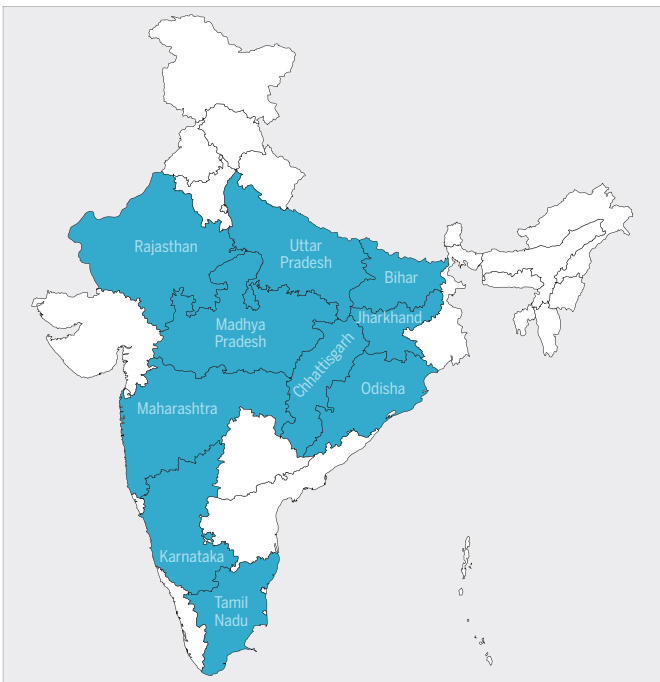 Rajasthan
Uttar
Pradesh
Bihar
Jharkhand
Madhya
Pradesh
Chhattisgarh
Odisha
Maharashtra
Karnataka
Tamil
Nadu